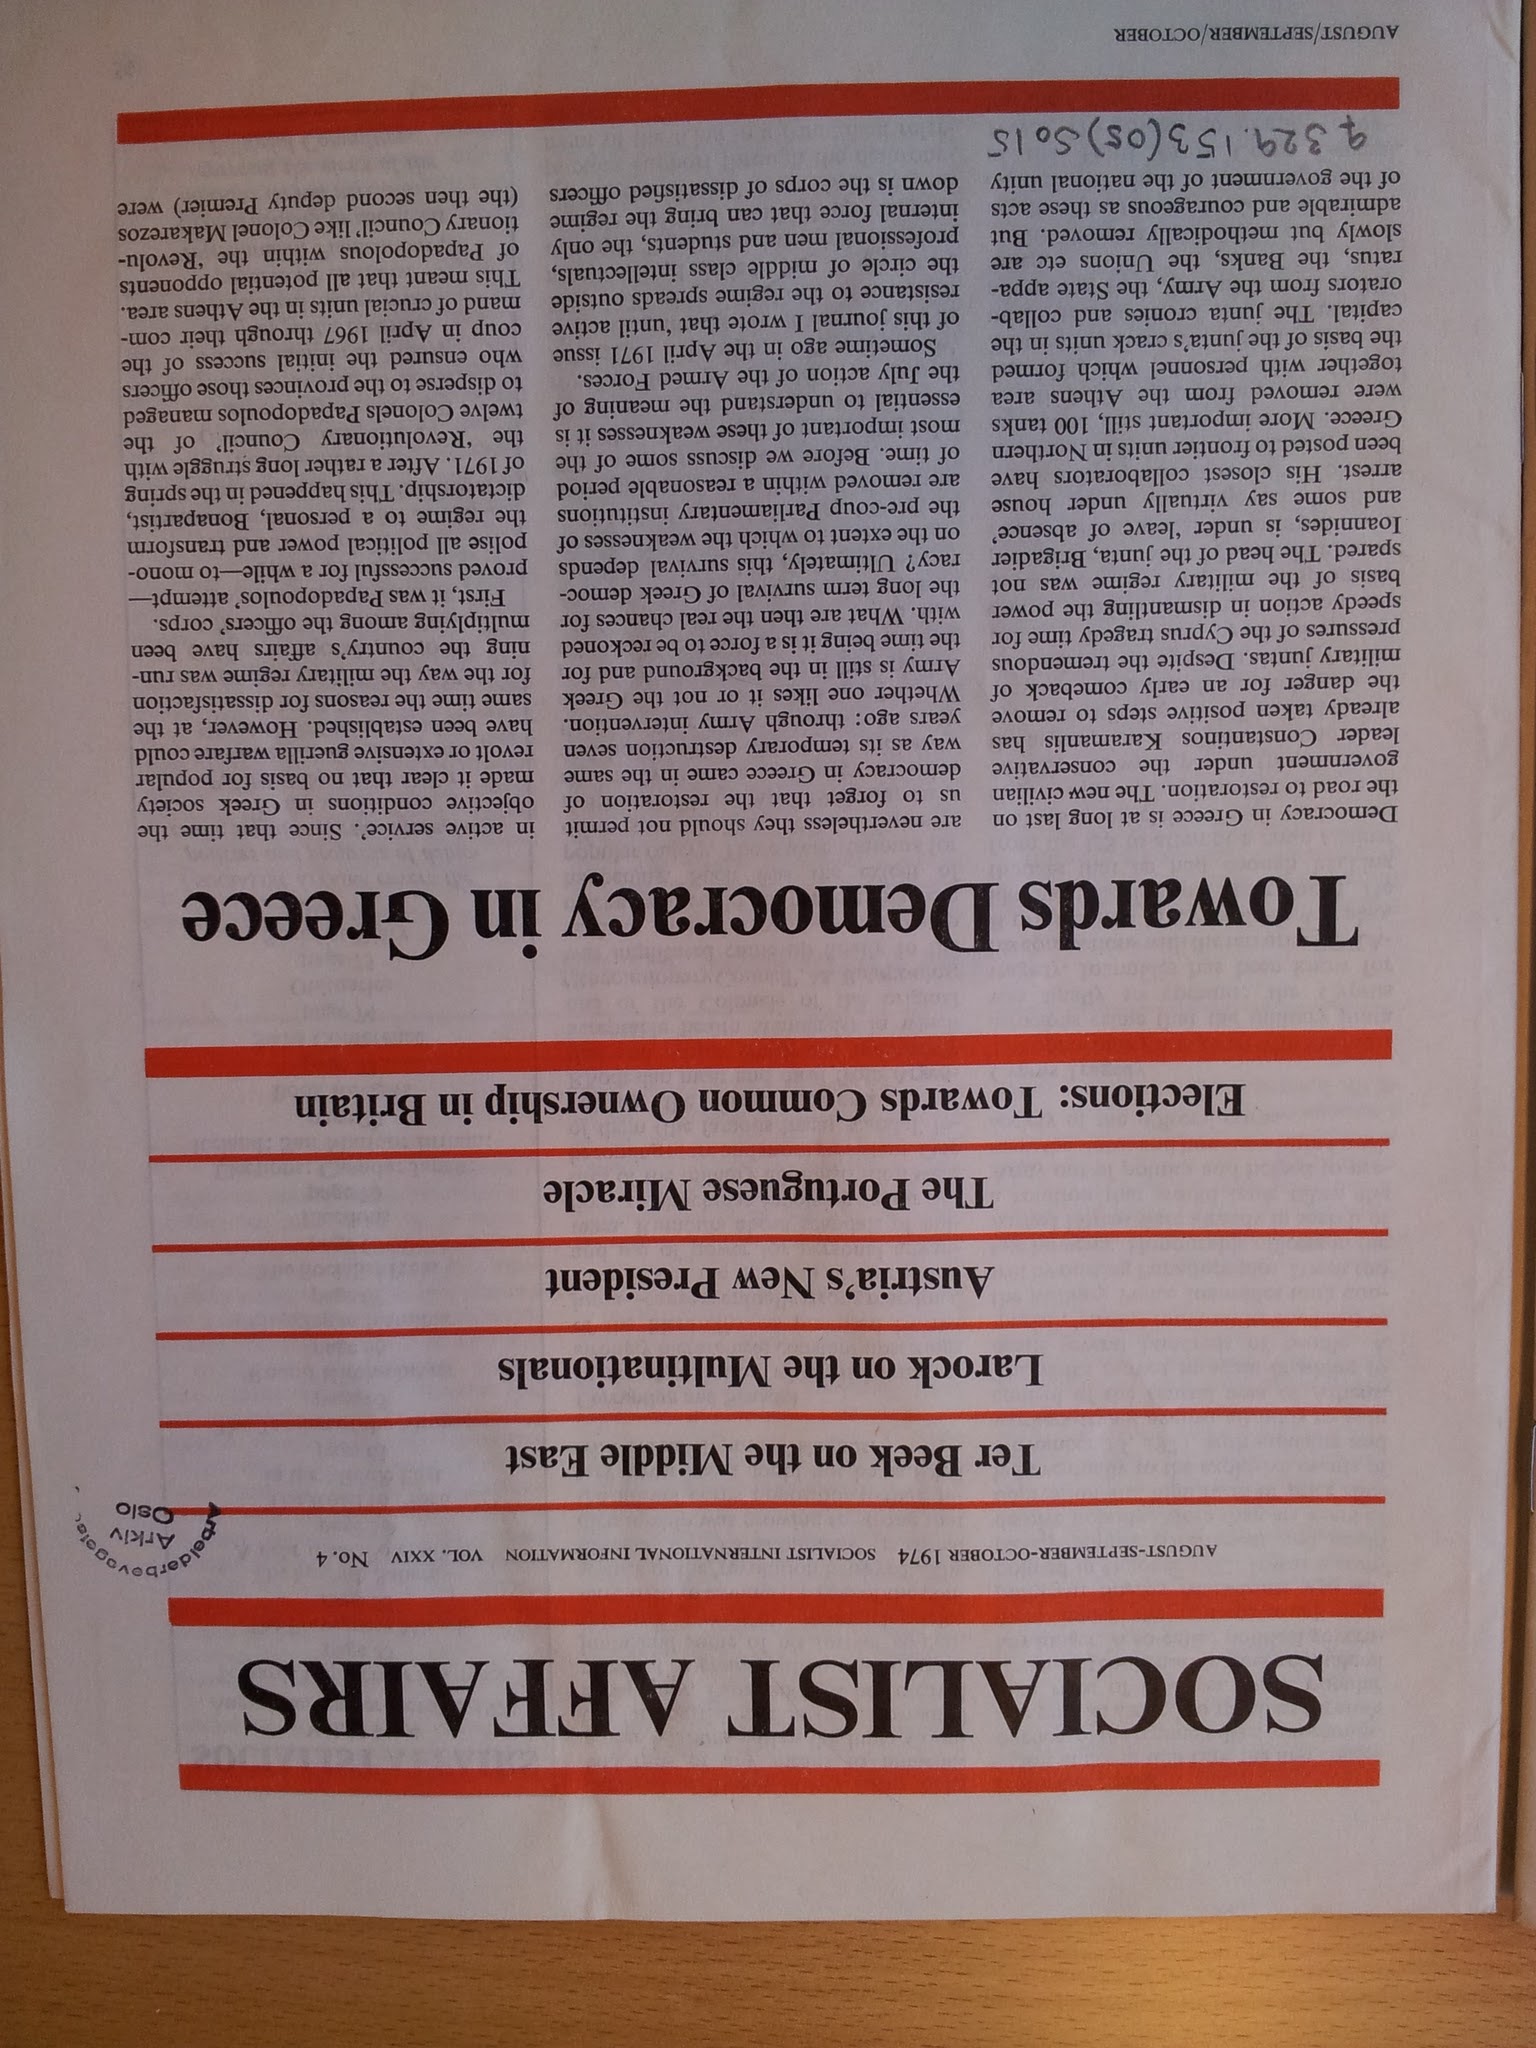 SOCIALIST AFFAIRS
AUGUST-SEPTEMBER-OCTOBER 1974 SOCIALIST INTERNATIONAL INFORMATION VOL. XXIV No. 4
Arbeiderbevegelse
Arkiv
Oslo
Ter Beek on the Middle East
Larock on the Multinationals
Austria's New President
The Portuguese Miracle
Elections: Towards Common Ownership in Britain
Towards Democracy in Greece
Democracy in Greece is at long last on
the road to restoration. The new civilian
government under the conservative
leader Constantinos Karamanlis has
already taken positive steps to remove
the danger for an early comeback of
military juntas. Despite the tremendous
pressures of the Cyprus tragedy time for
speedy action in dismantling the power
basis of the military regime was not
spared. The head of the junta, Brigadier
Ioannides, is under 'leave of absence'
and some say virtually under house
arrest. His closest collaborators have
been posted to frontier units in Northern
Greece. More important still, 100 tanks
were removed from the Athens area
together with personnel which formed
the basis of the junta's crack units in the
capital. The junta cronies and collab-
orators from the Army, the State appa-
ratus, the Banks, the Unions etc are
slowly but methodically removed. But
admirable and courageous as these acts
of the government of the national unity
are nevertheless they should not permit
us to forget that the restoration of
democracy in Greece came in the same
way as its temporary destruction seven
years ago: through Army intervention.
Whether one likes it or not the Greek
Army is still in the background and for
the time being it is a force to be reckoned
with. What are then the real chances for
the long term survival of Greek democ-
racy? Ultimately, this survival depends
on the extent to which the weaknesses of
the pre-coup Parliamentary institutions
are removed within a reasonable period
of time. Before we discuss some of the
most important of these weaknesses it is
essential to understand the meaning of
the July action of the Armed Forces.
Sometime ago in the April 1971 issue
of this journal I wrote that 'until active
resistance to the regime spreads outside
the circle of middle class intellectuals,
professional men and students, the only
internal force that can bring the regime
down is the corps of dissatisfied officers
in active service'. Since that time the
objective conditions in Greek society
made it clear that no basis for popular
revolt or extensive guerilla warfare could
have been established. However, at the
same time the reasons for dissatisfaction
for the way the military regime was run-
ning the country's affairs have been
multiplying among the officers' corps.
First, it was Papadopoulos' attempt—
proved successful for a while—to mono-
polise all political power and transform
the regime to a personal, Bonapartist,
dictatorship. This happened in the spring
of 1971. After a rather long struggle with
the 'Revolutionary Council' of the
twelve Colonels Papadopoulos managed
to disperse to the provinces those officers
who ensured the initial success of the
coup in April 1967 through their com-
mand of crucial units in the Athens area.
This meant that all potential opponents
of Papadopolous within the 'Revolu-
tionary Council' like Colonel Makarezos
(the then second deputy Premier) were
q 329.153(05) So15
AUGUST/SEPTEMBER/OCTOBER